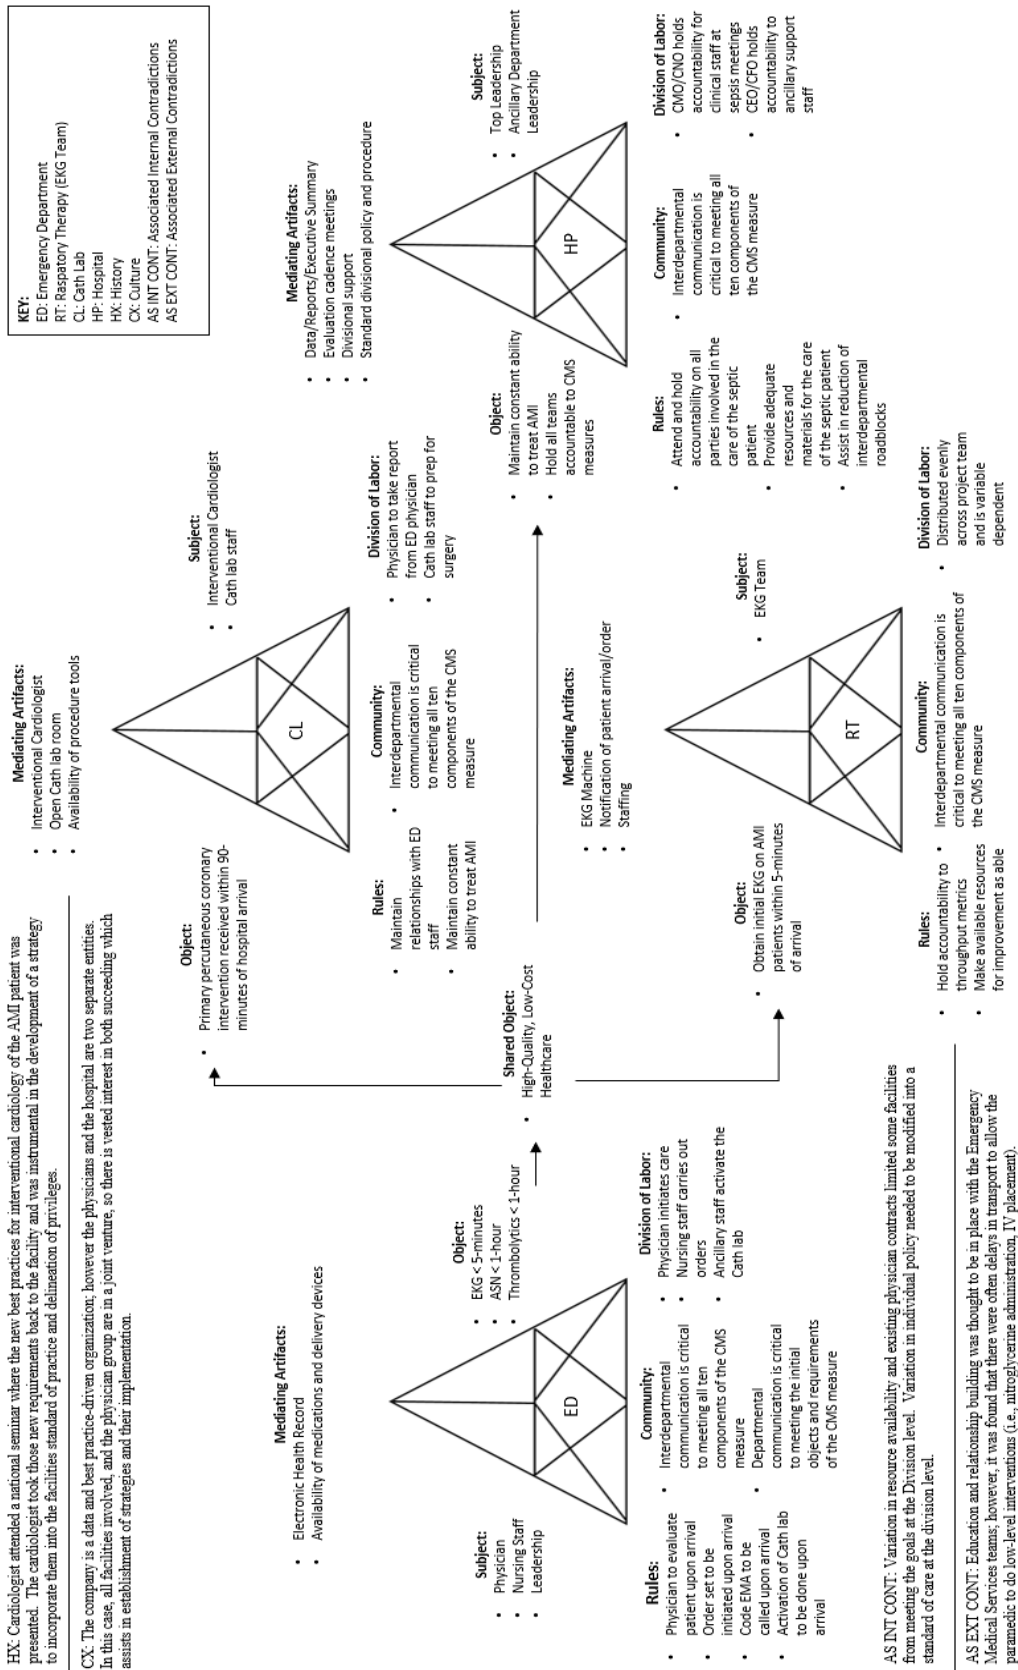 HX: Cardiologist attended a national seminar where the new best practices for interventional cardiology of the AMI patient was
presented. The cardiologist took those new requirements back to the facility and was instrumental in the development of a strategy
to incorporate them into the facilities standard of practice and delineation of privileges.
CX: The company is a data and best practice-driven organization; however the physicians and the hospital are two separate entities.
In this case, all facilities involved, and the physician group are in a joint venture, so there is vested interest in both succeeding which
assists in establishment of strategies and their implementation.
KEY:
ED: Emergency Department
RT: Raspatory Therapy (EKG Team)
CL: Cath Lab
HP: Hospital
HX: History
CX: Culture
AS INT CONT: Associated Internal Contradictions
AS EXT CONT: Associated External Contradictions
Mediating Artifacts:
• Electronic Health Record
• Availability of medications and delivery devices
Subject:
• Physician
• Nursing Staff
• Leadership
ED
Object:
• EKG < 5-minutes
• ASN < 1-hour
• Thrombolytics < 1-hour
Rules:
• Physician to evaluate
patient upon arrival
• Order set to be
initiated upon arrival
• Code EMA to be
called upon arrival
• Activation of Cath lab
to be done upon
arrival
Community:
• Interdepartmental
communication is critical
to meeting all ten
components of the CMS
measure
• Departmental
communication is critical
to meeting the initial
objects and requirements
of the CMS measure
Division of Labor:
• Physician initiates care
• Nursing staff carries out
orders
• Ancillary staff activate the
Cath lab
Shared Object:
• High-Quality, Low-Cost
Healthcare
Mediating Artifacts:
• Interventional Cardiologist
• Open Cath lab room
• Availability of procedure tools
Object:
• Primary percutaneous coronary
intervention received within 90-
minutes of hospital arrival
CL
Subject:
• Interventional Cardiologist
• Cath lab staff
Rules:
• Maintain
relationships with ED
staff
• Maintain constant
ability to treat AMI
Community:
• Interdepartmental
communication is critical
to meeting all ten
components of the CMS
measure
Division of Labor:
• Physician to take report
from ED physician
• Cath lab staff to prep for
surgery
Mediating Artifacts:
• Data/Reports/Executive Summary
• Evaluation cadence meetings
• Divisional support
• Standard divisional policy and procedure
Object:
• Maintain constant ability
to treat AMI
• Hold all teams
accountable to CMS
measures
HP
Subject:
• Top Leadership
• Ancillary Department
Leadership
Rules:
• Attend and hold
accountability on all
parties involved in the
care of the septic
patient
• Provide adequate
resources and
materials for the care
of the septic patient
• Assist in reduction of
interdepartmental
roadblocks
Community:
• Interdepartmental
communication is
critical to meeting all
ten components of
the CMS measure
Division of Labor:
• CMO/CNO holds
accountability for
clinical staff at
sepsis meetings
• CEO/CFO holds
accountability to
ancillary support
staff
Mediating Artifacts:
• EKG Machine
• Notification of patient arrival/order
• Staffing
Object:
• Obtain initial EKG on AMI
patients within 5-minutes
of arrival
RT
Subject:
• EKG Team
Rules:
• Hold accountability to
throughput metrics
• Make available resources
for improvement as able
Community:
• Interdepartmental communication is
critical to meeting all ten components of
the CMS measure
Division of Labor:
• Distributed evenly
across project team
and is variable
dependent
AS INT CONT: Variation in resource availability and existing physician contracts limited some facilities
from meeting the goals at the Division level. Variation in individual policy needed to be modified into a
standard of care at the division level.
AS EXT CONT: Education and relationship building was thought to be in place with the Emergency
Medical Services teams; however, it was found that there were often delays in transport to allow the
paramedic to do low-level interventions (i.e., nitroglycerine administration, IV placement).